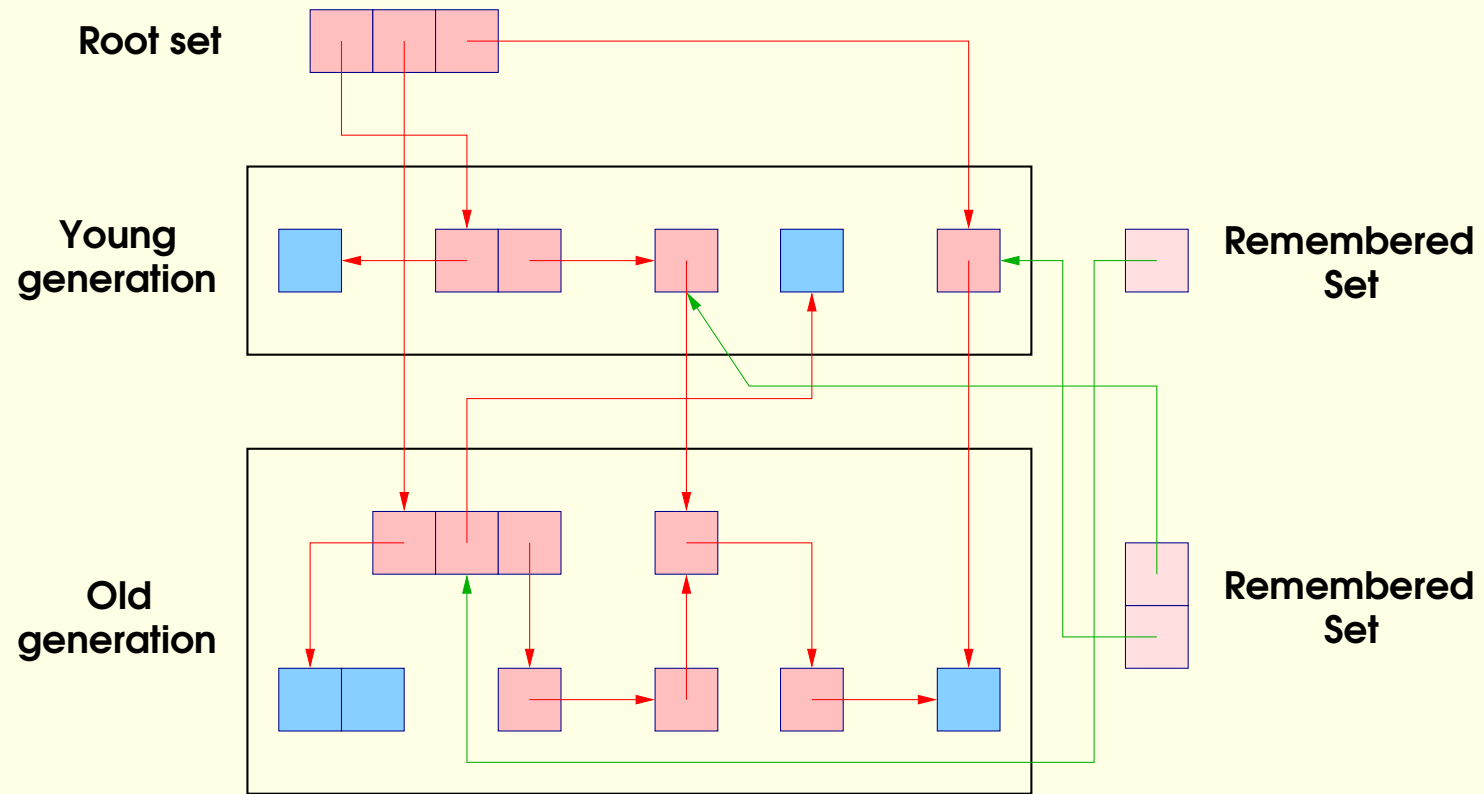 Root set
Young
generation
Remembered
Set
Old
generation
Remembered
Set